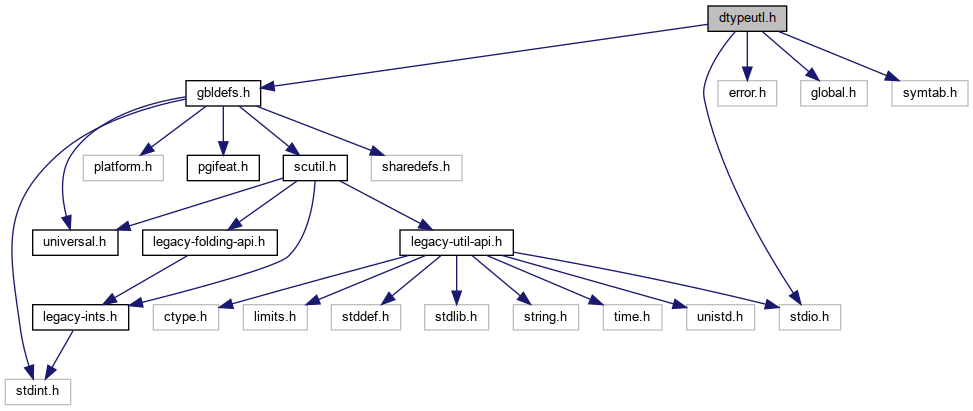 dtypeutl.h
gbldefs.h
error.h
global.h
symtab.h
platform.h
pgifeat.h
scutil.h
sharedefs.h
universal.h
legacy-folding-api.h
legacy-util-api.h
legacy-ints.h
ctype.h
limits.h
stddef.h
stdlib.h
string.h
time.h
unistd.h
stdio.h
stdint.h